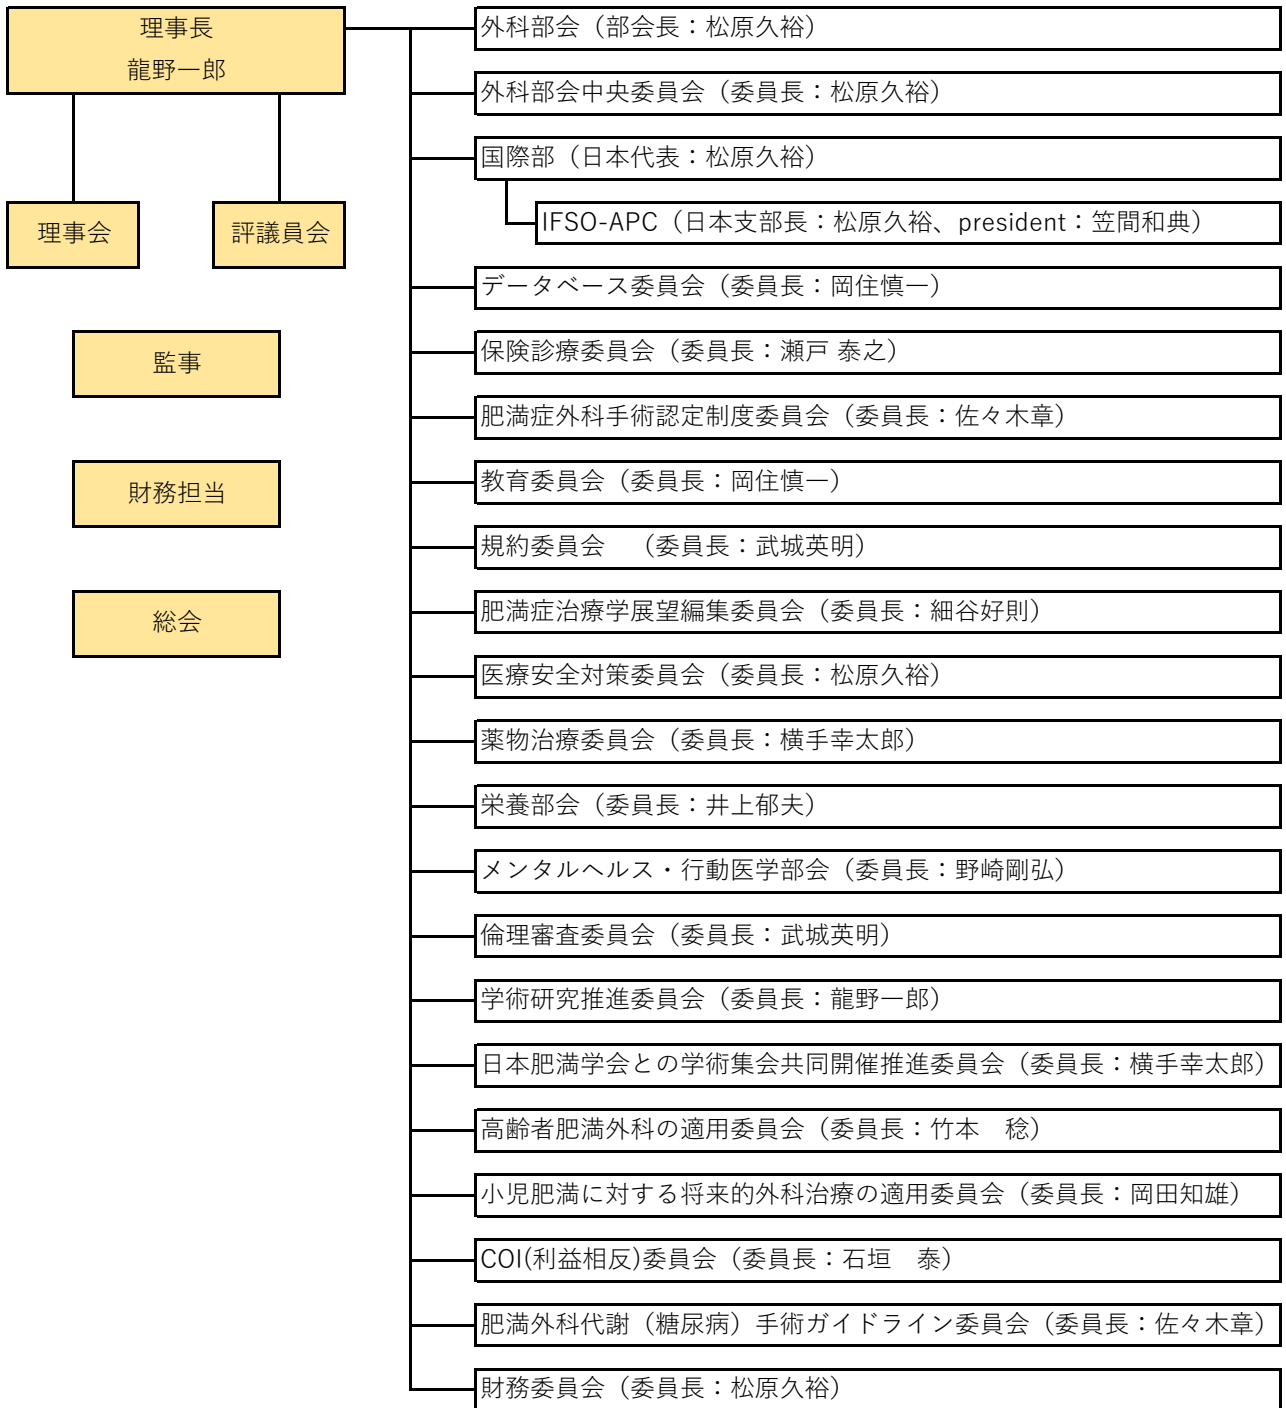 理事長
龍野一郎
理事会
評議員会
監事
財務担当
総会
外科部会（部会長：松原久裕）
外科部会中央委員会（委員長：松原久裕）
国際部（日本代表：松原久裕）
IFSO-APC（日本支部長：松原久裕、president：笠間和典）
データベース委員会（委員長：岡住慎一）
保険診療委員会（委員長：瀬戸 泰之）
肥満症外科手術認定制度委員会（委員長：佐々木章）
教育委員会（委員長：岡住慎一）
規約委員会　（委員長：武城英明）
肥満症治療学展望編集委員会（委員長：細谷好則）
医療安全対策委員会（委員長：松原久裕）
薬物治療委員会（委員長：横手幸太郎）
栄養部会（委員長：井上郁夫）
メンタルヘルス・行動医学部会（委員長：野崎剛弘）
倫理審査委員会（委員長：武城英明）
学術研究推進委員会（委員長：龍野一郎）
日本肥満学会との学術集会共同開催推進委員会（委員長：横手幸太郎）
高齢者肥満外科の適用委員会（委員長：竹本　稔）
小児肥満に対する将来的外科治療の適用委員会（委員長：岡田知雄）
COI(利益相反)委員会（委員長：石垣　泰）
肥満外科代謝（糖尿病）手術ガイドライン委員会（委員長：佐々木章）
財務委員会（委員長：松原久裕）